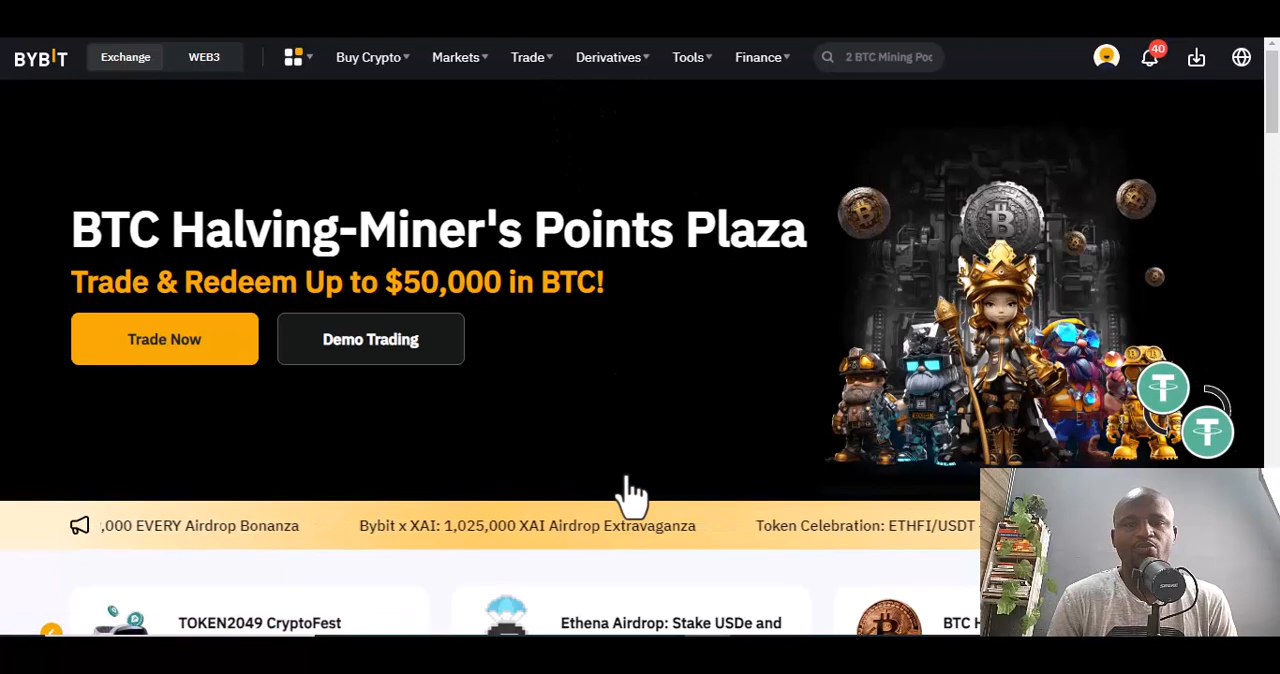 BYBIT Exchange WEB3 Buy Crypto Markets Trade Derivatives Tools Finance 2 BTC Mining Poc 40
BTC Halving-Miner's Points Plaza
Trade & Redeem Up to $50,000 in BTC!
Trade Now Demo Trading
,000 EVERY Airdrop Bonanza Bybit x XAI: 1,025,000 XAI Airdrop Extravaganza Token Celebration: ETHFI/USDT
TOKEN2049 CryptoFest Ethena Airdrop: Stake USDe and BTC H